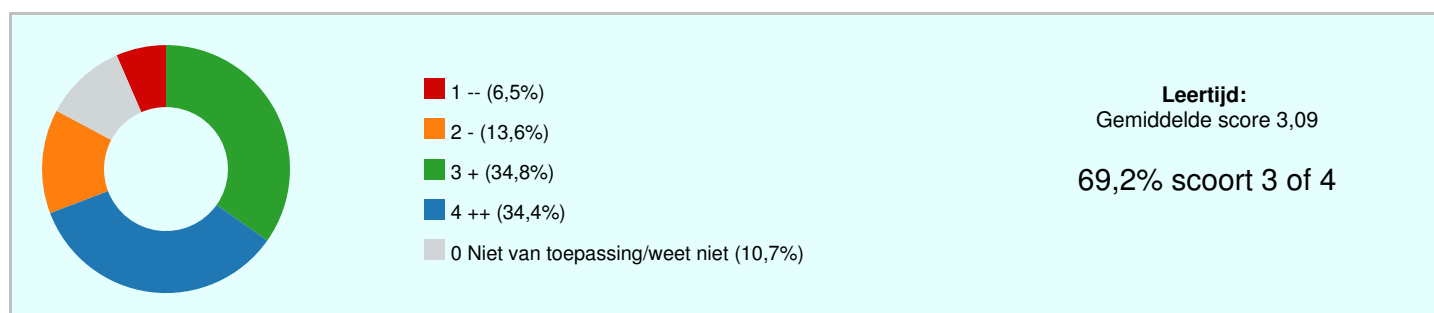 1 -- (6,5%)
2 - (13,6%)
3 + (34,8%)
4 ++ (34,4%)
0 Niet van toepassing/weet niet (10,7%)
Leertijd:
Gemiddelde score 3,09
69,2% scoort 3 of 4